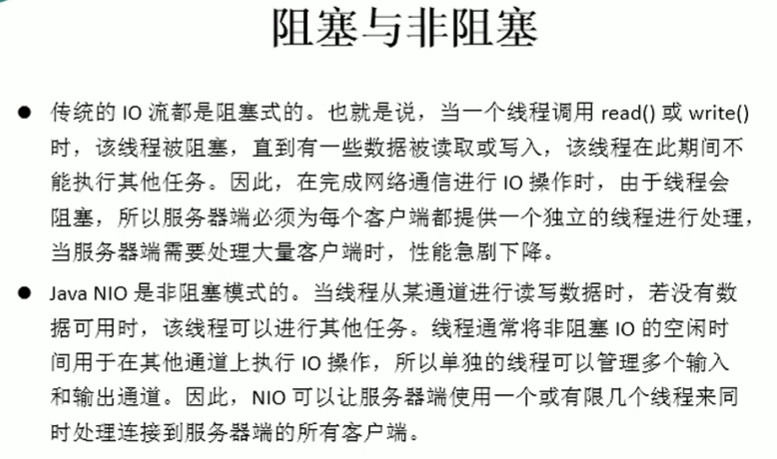 阻塞与非阻塞
● 传统的 IO 流都是阻塞式的。也就是说，当一个线程调用 read() 或 write()
时，该线程被阻塞，直到有一些数据被读取或写入，该线程在此期间不
能执行其他任务。因此，在完成网络通信进行 IO 操作时，由于线程会
阻塞，所以服务器端必须为每个客户端都提供一个独立的线程进行处理，
当服务器端需要处理大量客户端时，性能急剧下降。
● Java NIO 是非阻塞模式的。当线程从某通道进行读写数据时，若没有数
据可用时，该线程可以进行其他任务。线程通常将非阻塞 IO 的空闲时
间用于在其他通道上执行 IO 操作，所以单独的线程可以管理多个输入
和输出通道。因此，NIO 可以让服务器端使用一个或有限几个线程来同
时处理连接到服务器端的所有客户端。